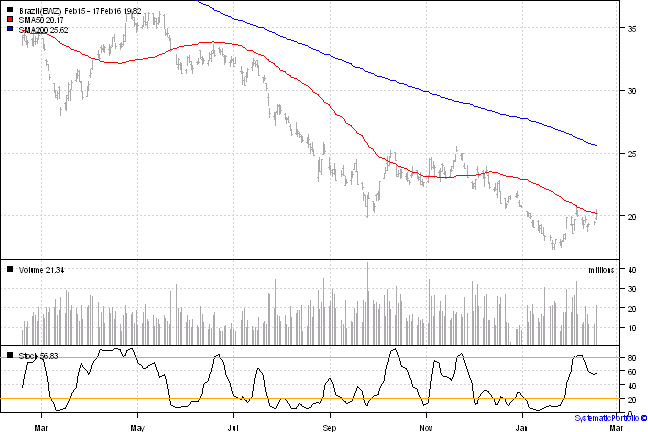 Brazil(EWZ) Feb15 - 17Feb16 19.82
SMA50 20.17
SMA200 25.62
35
30
25
20
Volume 21.34
millions
40
30
20
10
Stoch 56.83
80
60
40
20
0
Mar May Jul Sep Nov Jan Mar
SystematicPortfolio ©